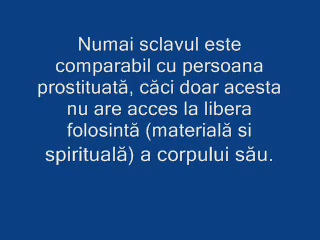 Numai sclavul este
comparabil cu persoana
prostituată, căci doar acesta
nu are acces la libera
folosintă (materială si
spirituală) a corpului său.